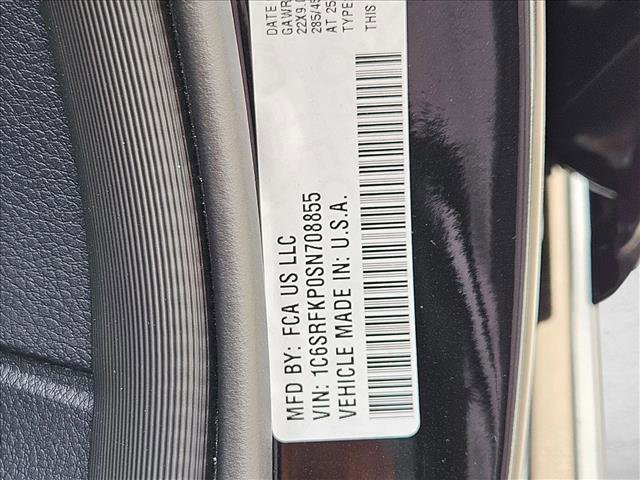 MFD BY: FCA US LLC
VIN: 1C6SRFKP0SN708855
VEHICLE MADE IN: U.S.A.
DATE
GAWR
22X9.0
285/45
AT 25
TYPE
THIS